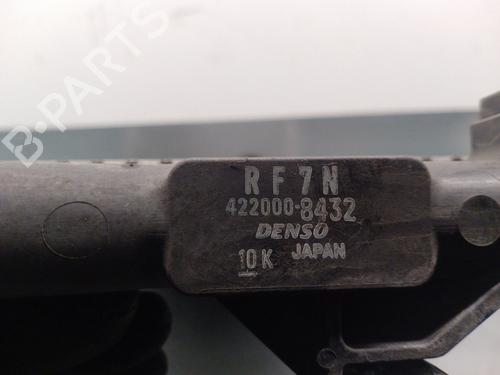 B-PARTS
RF7N
422000-8432
DENSO
10K JAPAN